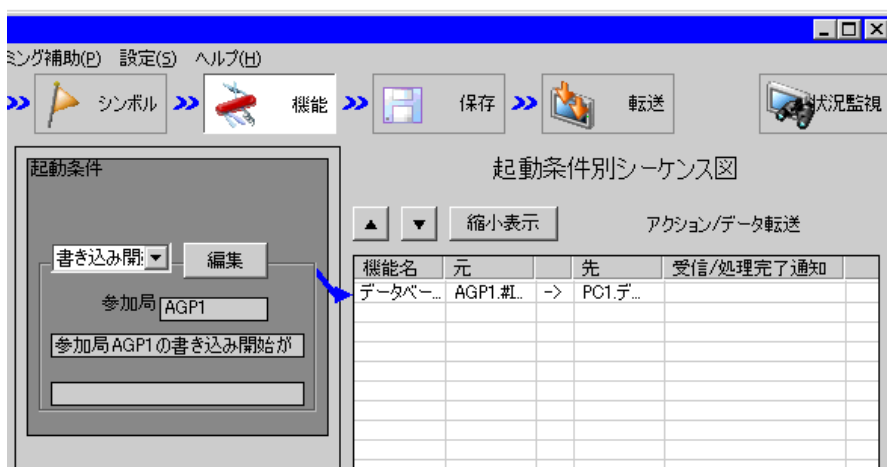 ミング補助(P) 設定(S) ヘルプ(H)
シンボル 機能 保存 転送 状況監視
起動条件
起動条件別シーケンス図
縮小表示 アクション/データ転送
書き込み開 編集
機能名 元 先 受信/処理完了通知
データベー... AGP1.#I... -> PC1.デ...
参加局 AGP1
参加局AGP1の書き込み開始が